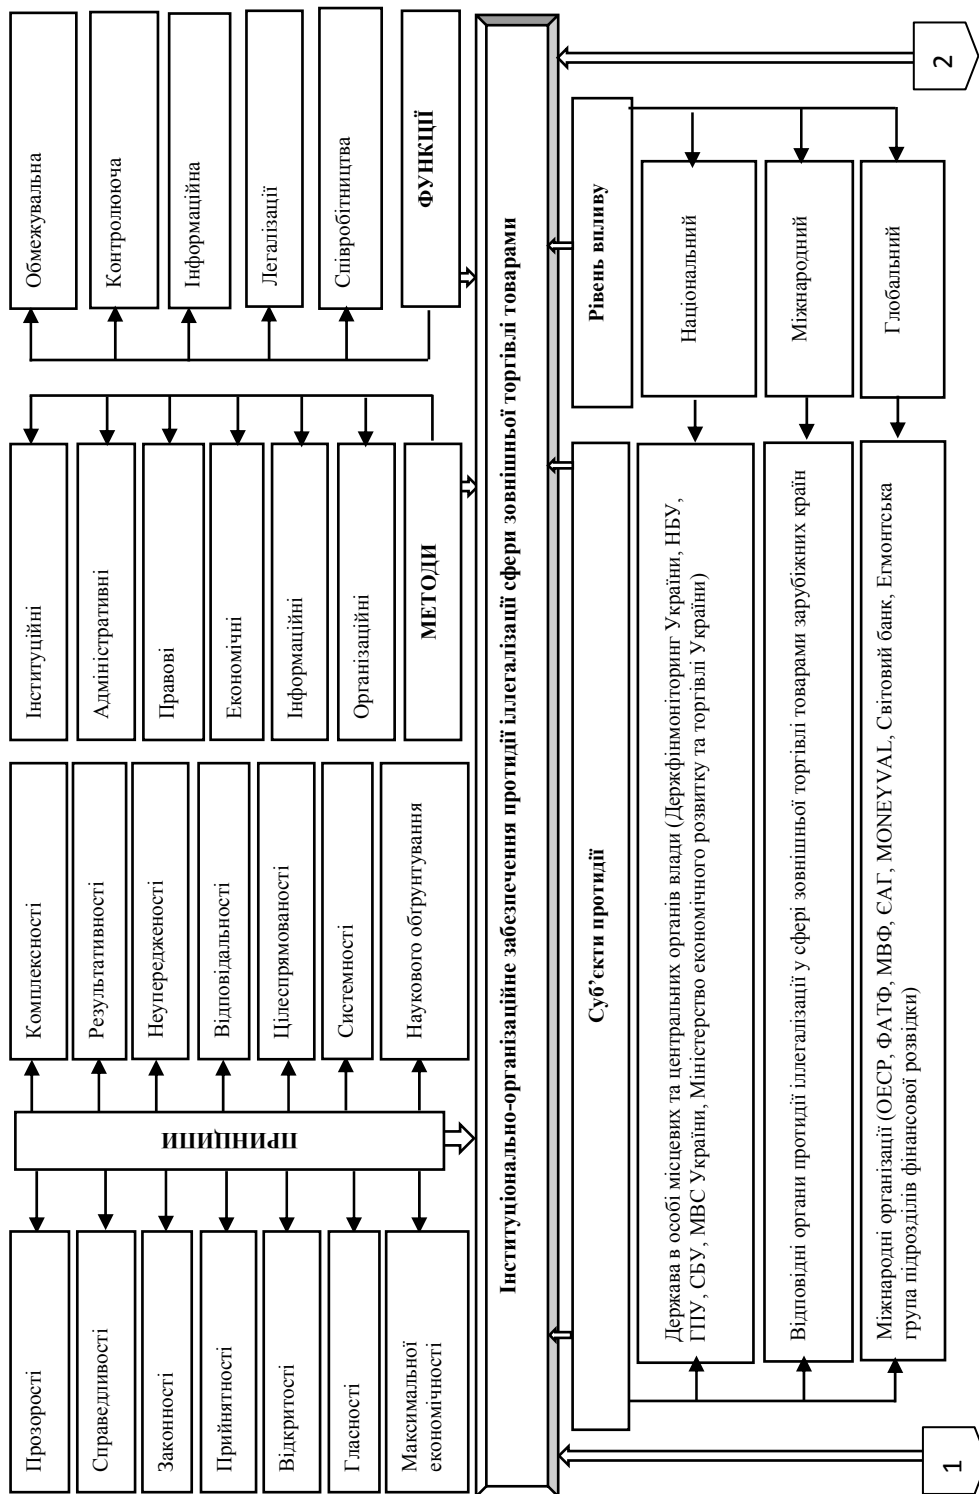 Прозорості
Справедливості
Законності
Прийнятності
Відкритості
Гласності
Максимальної
економічності
ПРИНЦИПИ
Комплексності
Результативності
Неупередженості
Відповідальності
Цілеспрямованості
Системності
Наукового обґрунтування
Інституційні
Адміністративні
Правові
Економічні
Інформаційні
Організаційні
МЕТОДИ
Обмежувальна
Контролююча
Інформаційна
Легалізації
Співробітництва
ФУНКЦІЇ
Інституціонально-організаційне забезпечення протидії іллегалізації сфери зовнішньої торгівлі товарами
Суб’єкти протидії
Рівень впливу
Держава в особі місцевих та центральних органів влади (Держфінмоніторинг України, НБУ,
ГПУ, СБУ, МВС України, Міністерство економічного розвитку та торгівлі України)
Національний
Відповідні органи протидії іллегалізації у сфері зовнішньої торгівлі товарами зарубіжних країн
Міжнародний
Міжнародні організації (ОЕСР, ФАТФ, МВФ, ЄАГ, MONEYVAL, Світовий банк, Егмонтська
група підрозділів фінансової розвідки)
Глобальний
1
2